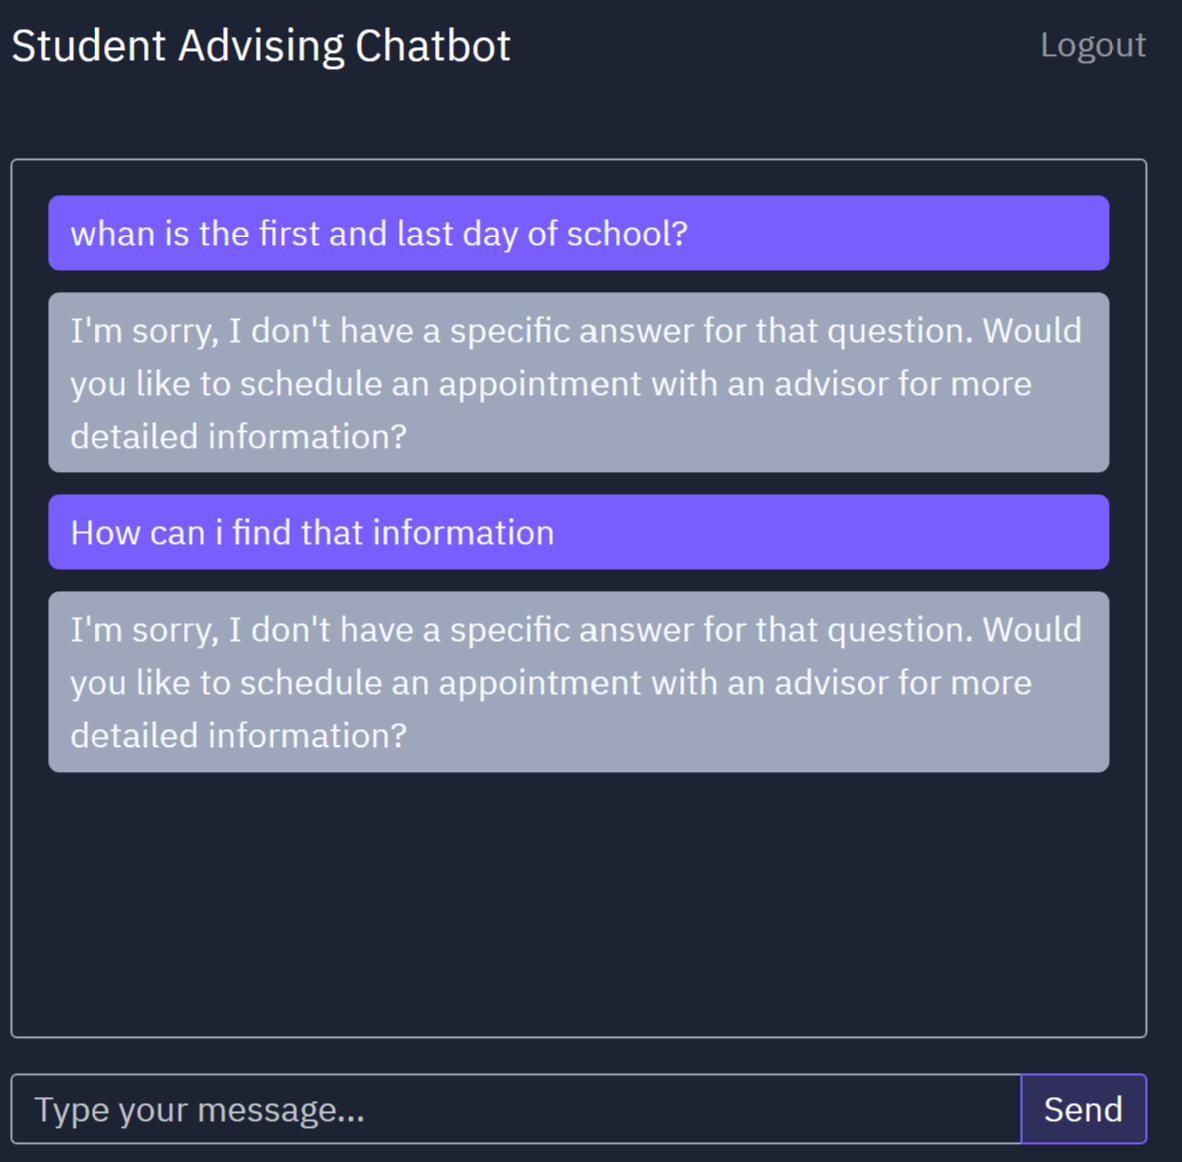 Student Advising Chatbot
Logout
whan is the first and last day of school?
I'm sorry, I don't have a specific answer for that question. Would
you like to schedule an appointment with an advisor for more
detailed information?
How can i find that information
I'm sorry, I don't have a specific answer for that question. Would
you like to schedule an appointment with an advisor for more
detailed information?
Type your message...
Send